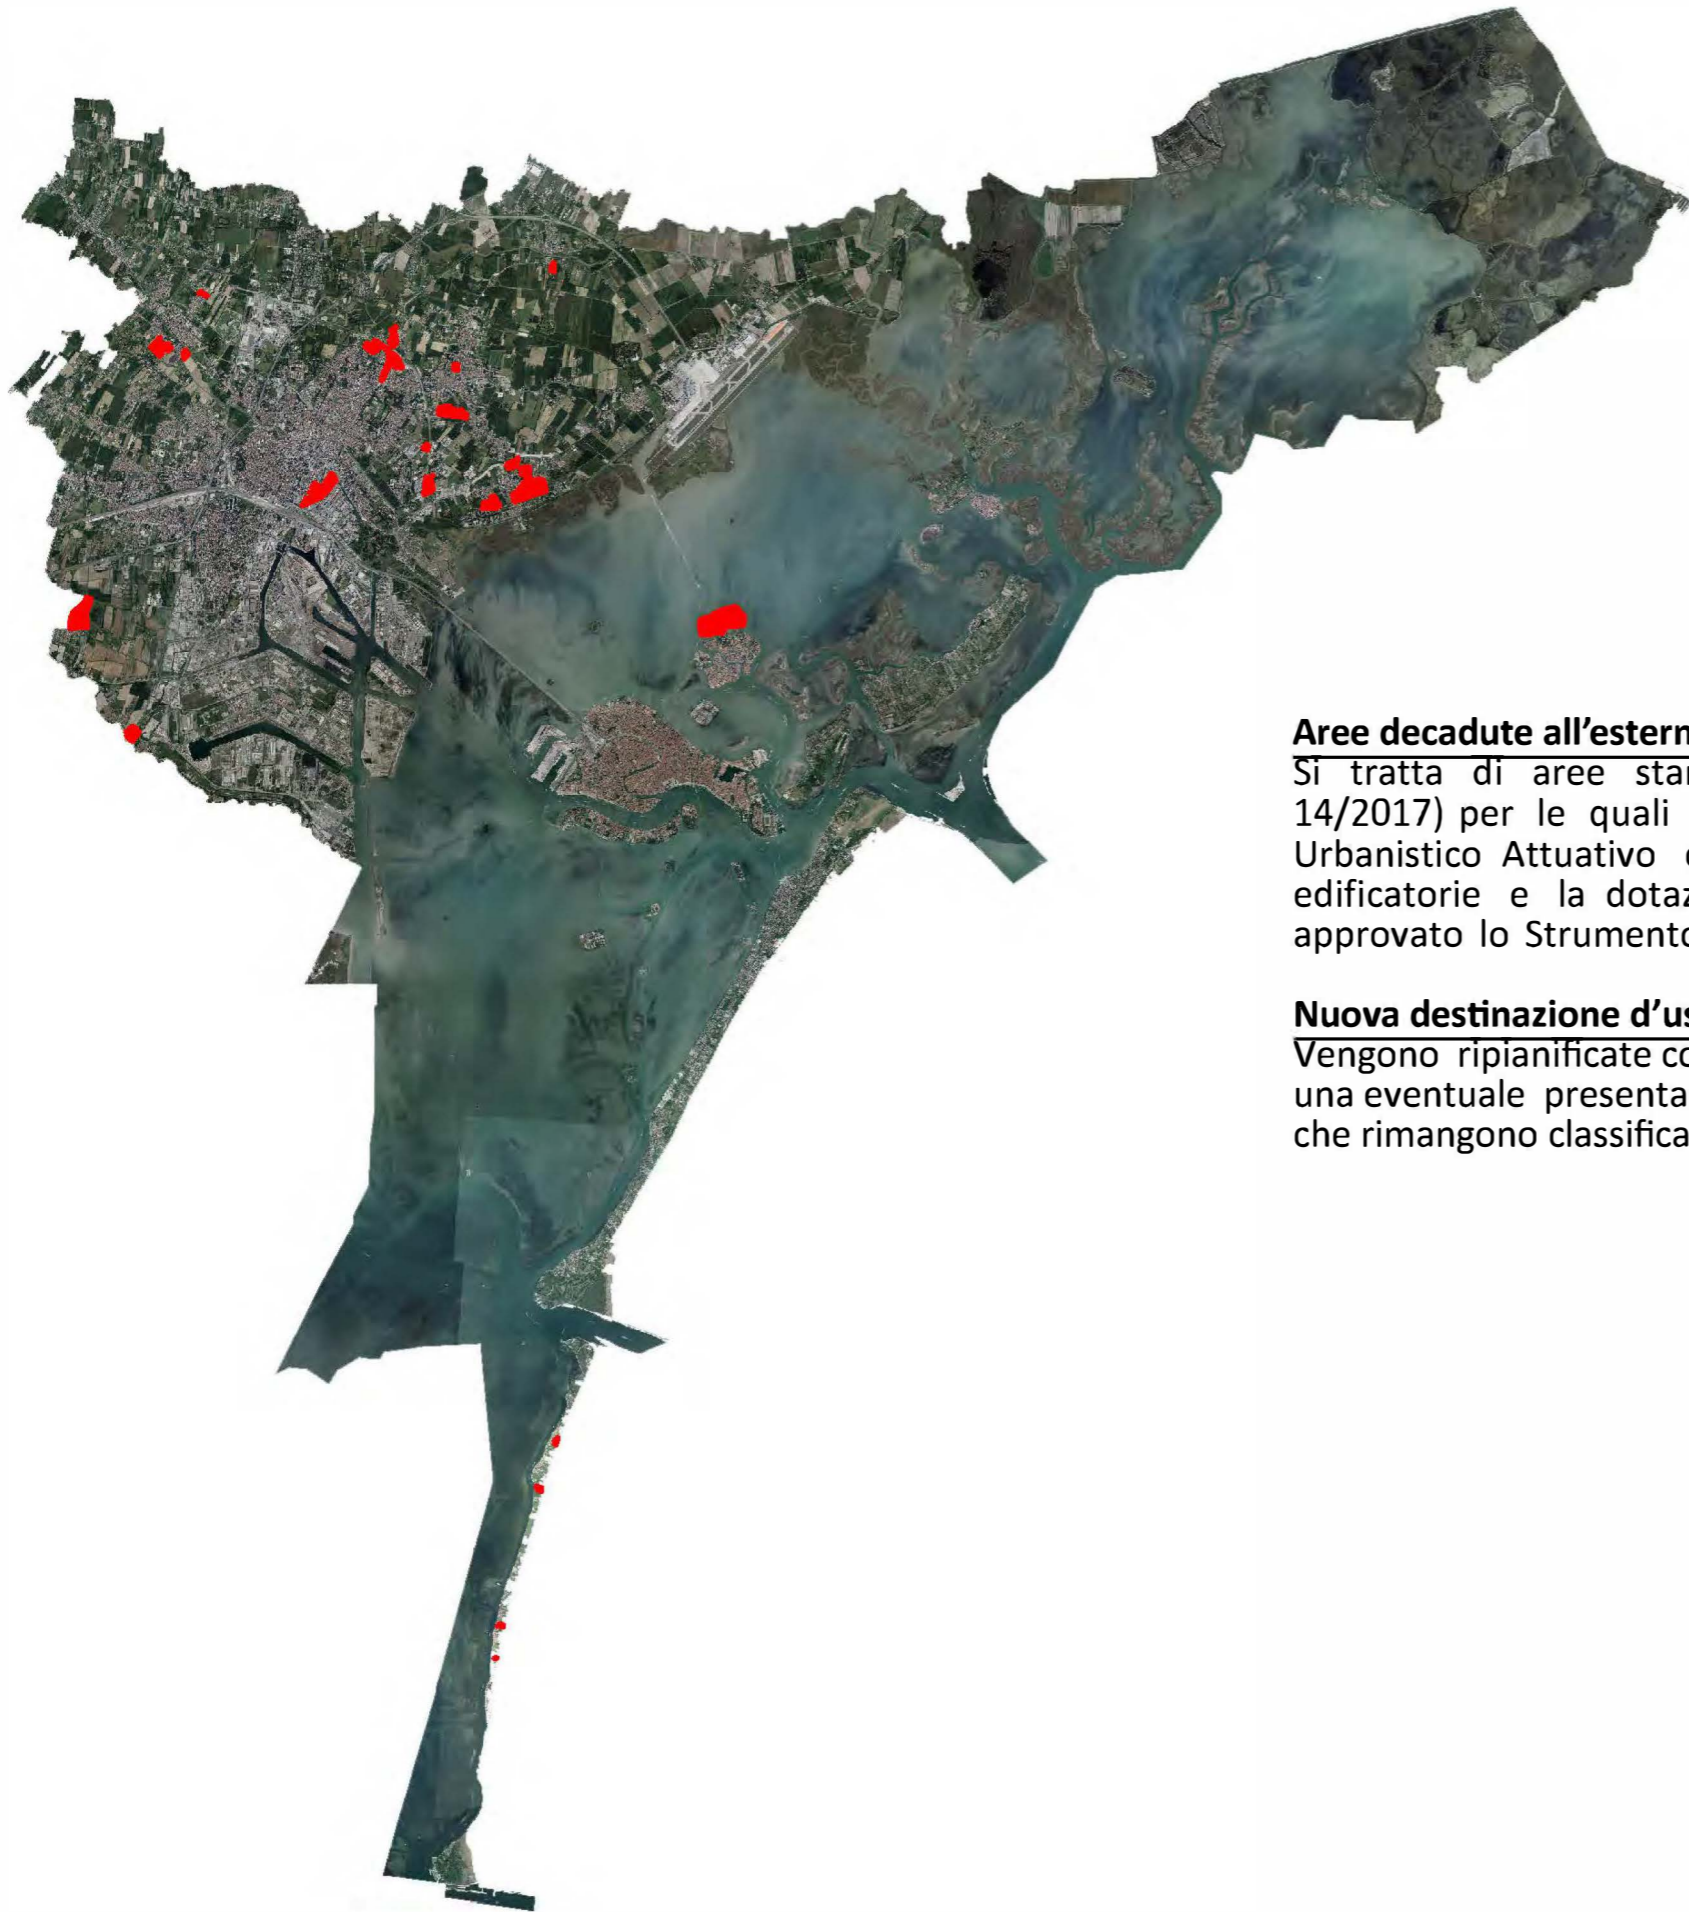 Aree decadute all’estern
Si tratta di aree star
14/2017) per le quali
Urbanistico Attuativo
edificatorie e la dotaz
approvato lo Strumento
Nuova destinazione d’us
Vengono ripianificate co
una eventuale presenta
che rimangono classifica